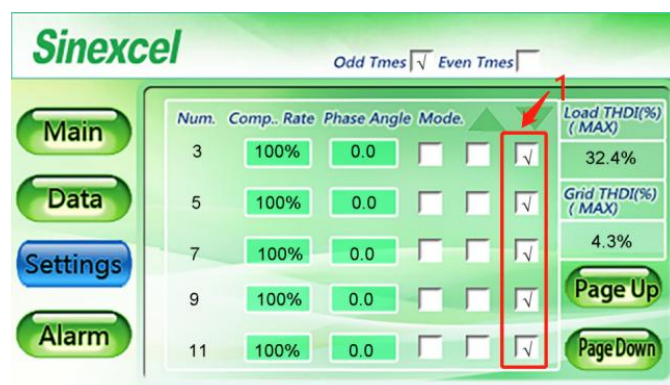 Sinexcel
Odd Tmes √ Even Tmes
1
Main
Data
Settings
Alarm
Num. Comp.. Rate Phase Angle Mode.
3 100% 0.0 √
5 100% 0.0 √
7 100% 0.0 √
9 100% 0.0 √
11 100% 0.0 √
Load THDI(%)
( MAX)
32.4%
Grid THDI(%)
( MAX)
4.3%
Page Up
Page Down